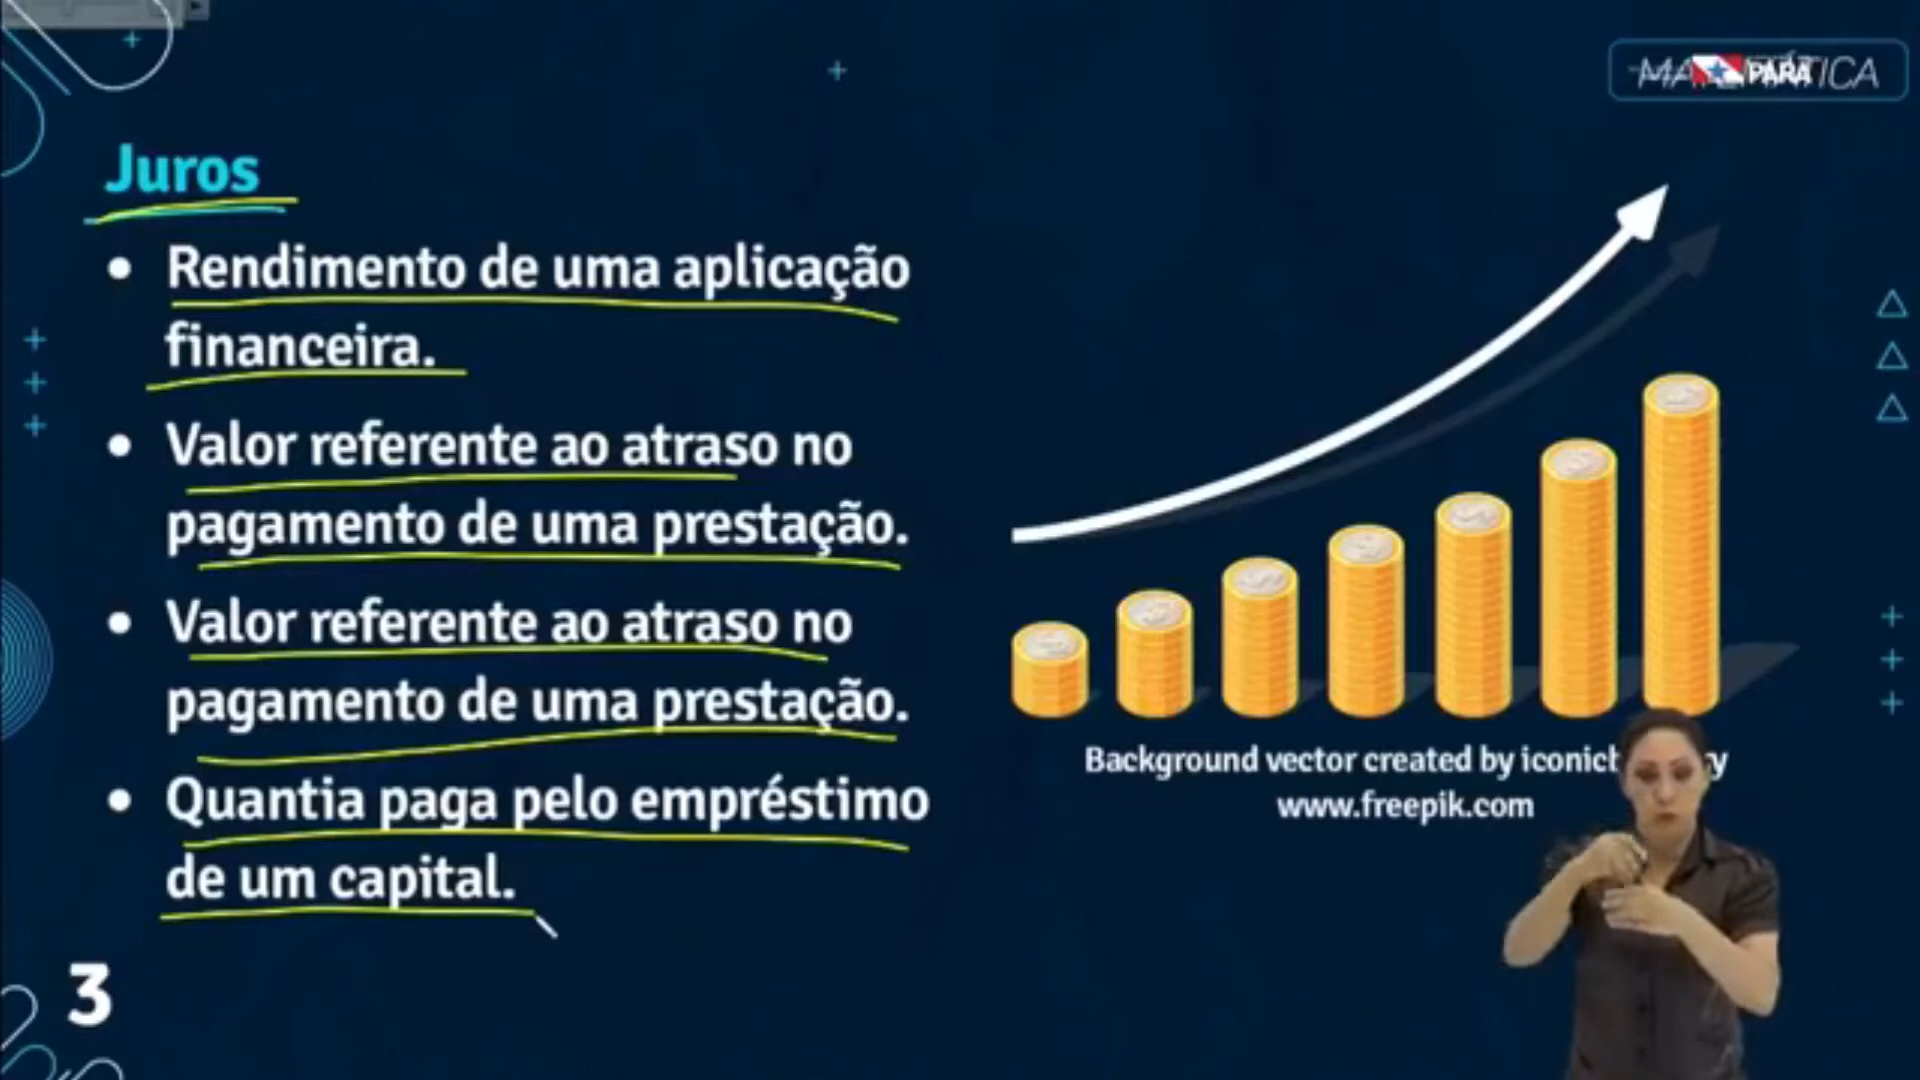 MATEMÁTICA
PARÁ
Juros
• Rendimento de uma aplicação
financeira.
• Valor referente ao atraso no
pagamento de uma prestação.
• Valor referente ao atraso no
pagamento de uma prestação.
• Quantia paga pelo empréstimo
de um capital.
Background vector created by
www.freepik.com
3